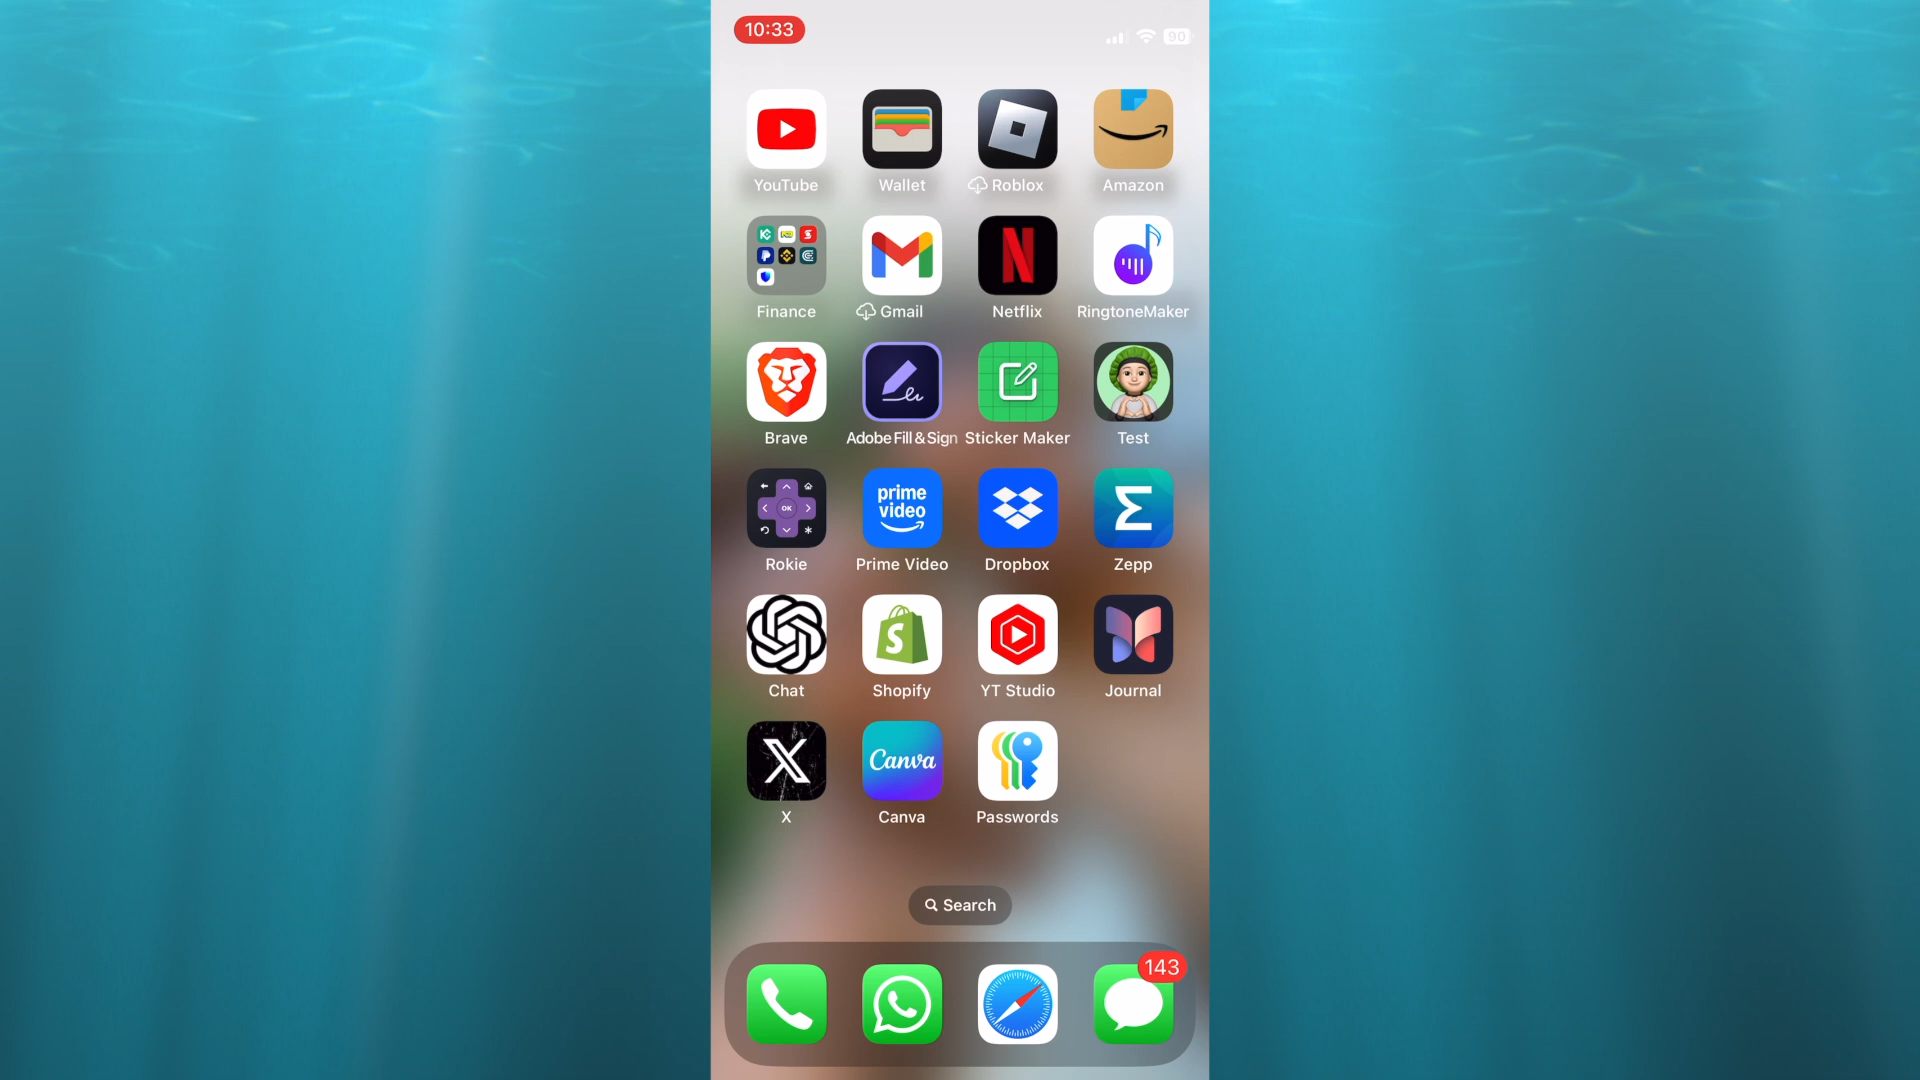 10:33
90
YouTube
Wallet
Roblox
Amazon
Finance
Gmail
Netflix
RingtoneMaker
Brave
Adobe Fill & Sign
Sticker Maker
Test
OK
Rokie
prime
video
Prime Video
Dropbox
Zepp
Chat
S
Shopify
YT Studio
Journal
X
Canva
Canva
Passwords
Search
143